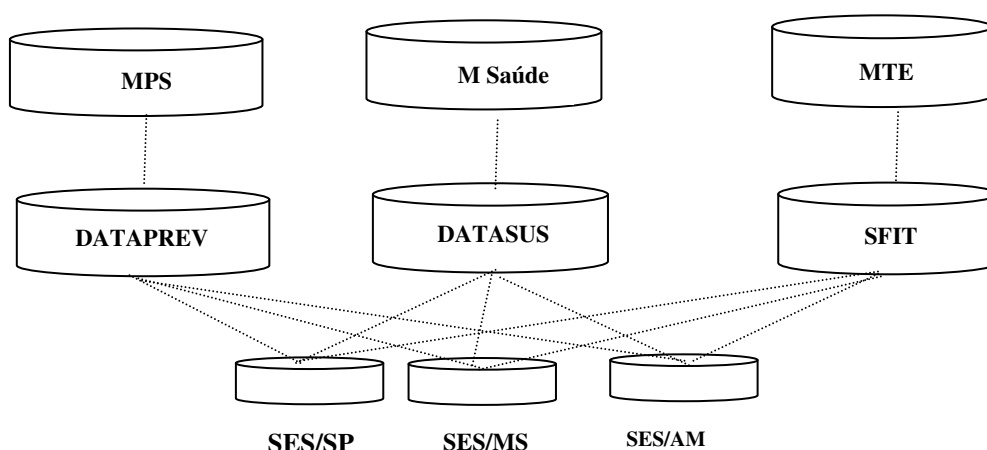 MPS
M Saúde
MTE
DATAPREV
DATASUS
SFIT
SES/SP
SES/MS
SES/AM